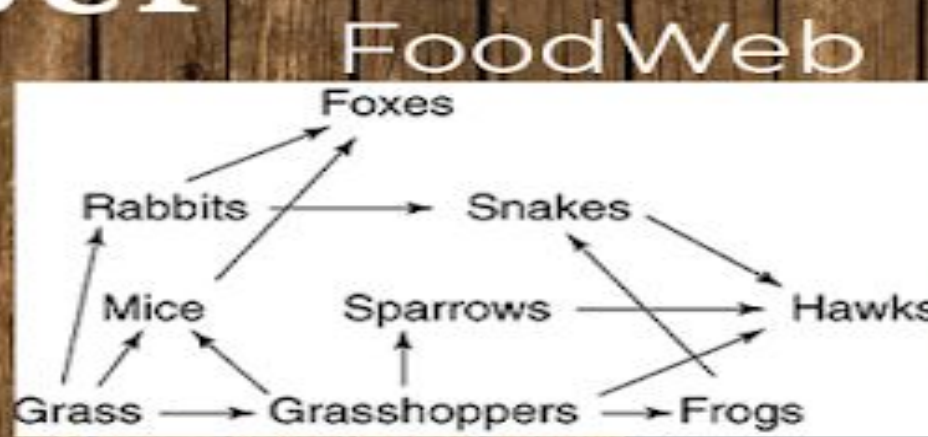 FoodWeb
Foxes
Rabbits Snakes
Mice Sparrows Hawks
Grass Grasshoppers Frogs